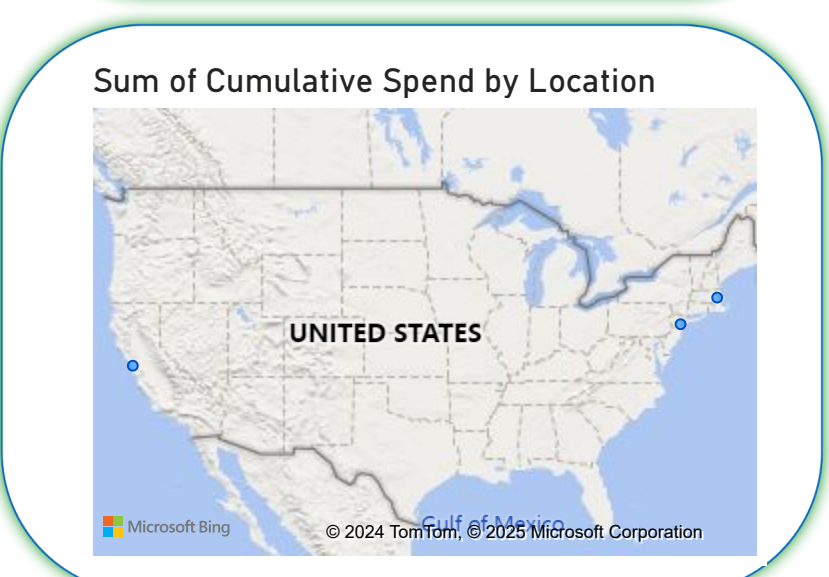 Sum of Cumulative Spend by Location
UNITED STATES
Gulf of Mexico
Microsoft Bing
© 2024 TomTom, © 2025 Microsoft Corporation